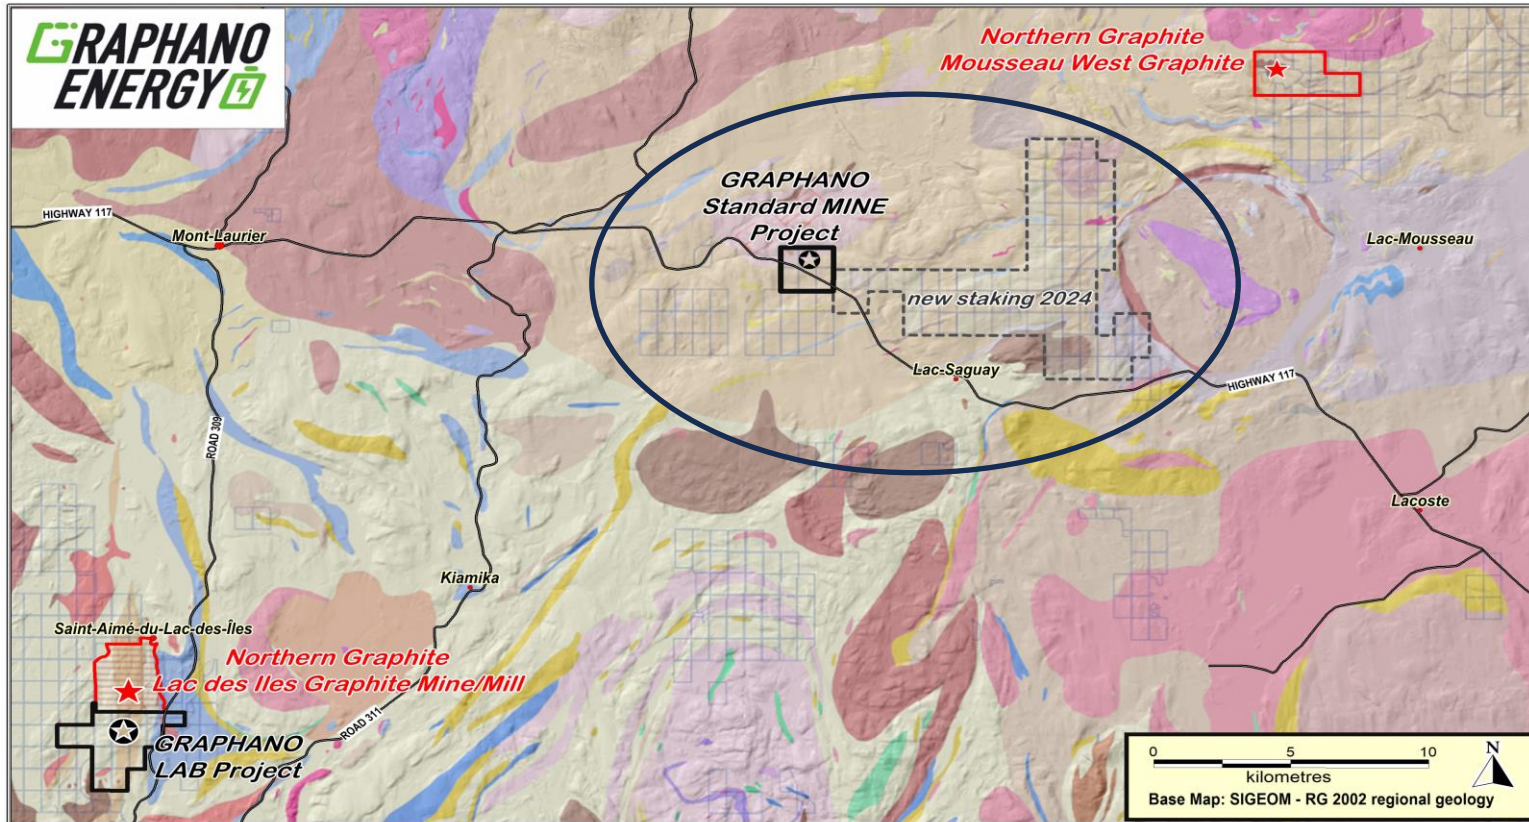 GRAPHANO
ENERGY
Northern Graphite
Mousseau West Graphite
GRAPHANO
Standard MINE
Project
HIGHWAY 117
Mont-Laurier
Lac-Mousseau
new staking 2024
Lac-Saguay
HIGHWAY 117
ROAD 309
Lacoste
Kiamika
Saint-Aimé-du-Lac-des-Îles
Northern Graphite
Lac des Iles Graphite Mine/Mill
ROAD 311
GRAPHANO
LAB Project
0 5 10
kilometres
N
Base Map: SIGEOM - RG 2002 regional geology